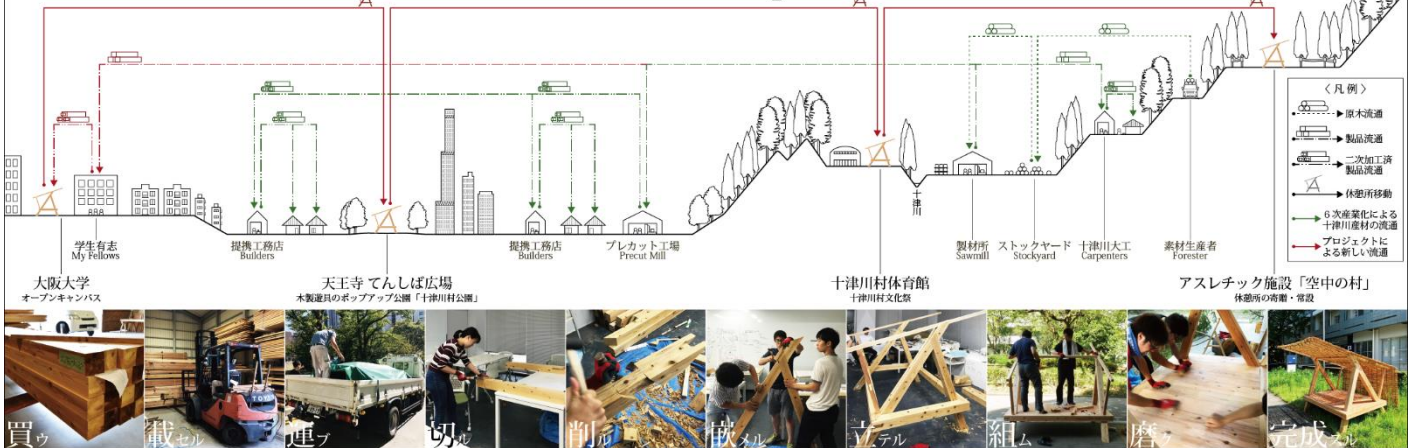 〈凡例〉
原木流通
製品流通
二次加工済
製品流通
休憩所移動
6次産業化による
十津川産材の流通
プロジェクトに
よる新しい流通
十津川
学生有志
My Fellows
提携工務店
Builders
提携工務店
Builders
プレカット工場
Precut Mill
製材所
Sawmill
ストックヤード
Stockyard
十津川大工
Carpenters
素材生産者
Forester
大阪大学
オープンキャンパス
天王寺 てんしば広場
木製遊具のポップアップ公園「十津川村公園」
十津川村体育館
十津川村文化祭
アスレチック施設「空中の村」
休憩所の寄贈・常設
TOYOTA
買ゥ
載セル
運ブ
切ル
削ル
嵌メル
立テル
組ム
磨ク
完成スル